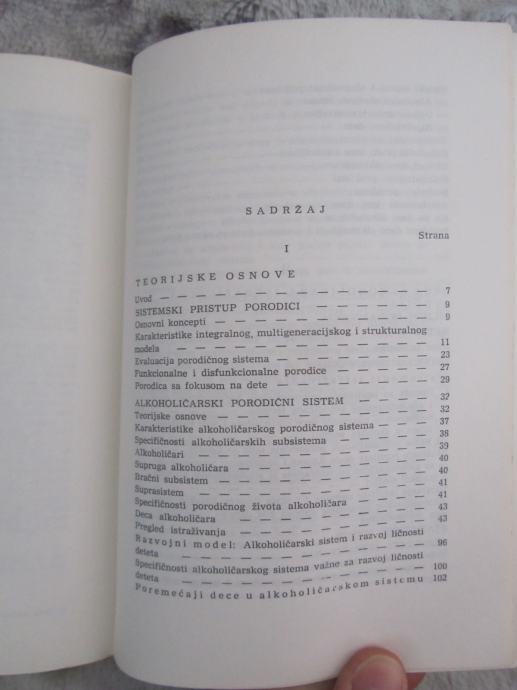 SADRŽAJ
Strana
I
TEORIJSKE OSNOVE
Uvod — — — — — — — — — — — — — 7
SISTEMSKI PRISTUP PORODICI — — — — — — — 9
Osnovni koncepti — — — — — — — — — — — 9
Karakteristike integralnog, multigeneracijskog i strukturalnog
modela — — — — — — — — — — — — 11
Evaluacija porodičnog sistema — — — — — — — 23
Funkcionalne i disfunkcionalne porodice — — — — — 27
Porodica sa fokusom na dete — — — — — — — — 29
ALKOHOLIČARSKI PORODIČNI SISTEM — — — — 32
Teorijske osnove — — — — — — — — — — 32
Karakteristike alkoholičarskog porodičnog sistema — — — 37
Specifičnosti alkoholičarskih subsistema — — — — — 38
Alkoholičari — — — — — — — — — — — 39
Supruga alkoholičara — — — — — — — — — 40
Bračni subsistem — — — — — — — — — — 40
Suprasistem — — — — — — — — — — — 41
Specifičnosti porodičnog života alkoholičara — — — — 41
Deca alkoholičara — — — — — — — — — — 43
Pregled istraživanja — — — — — — — — — 43
Razvojni model: Alkoholičarski sistem i razvoj ličnosti
deteta — — — — — — — — — — — — 96
Specifičnosti alkoholičarskog sistema važne za razvoj ličnosti
deteta — — — — — — — — — — — — 100
Poremećaji dece u alkoholičarskom sistemu 102